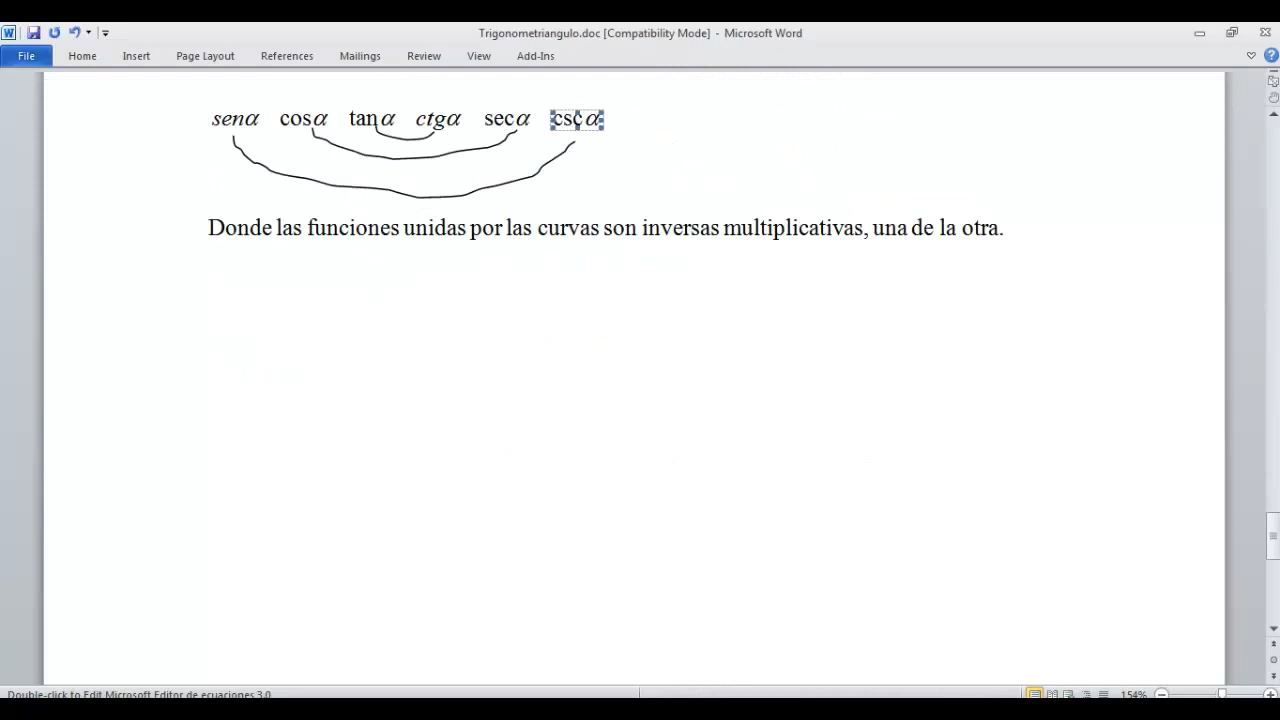 Trigonometriangulo.doc [Compatibility Mode] - Microsoft Word
File Home Insert Page Layout References Mailings Review View Add-Ins
senα cosα tanα ctgα secα cscα
Donde las funciones unidas por las curvas son inversas multiplicativas, una de la otra.
Double-click to Edit Microsoft Editor de ecuaciones 3.0 154%